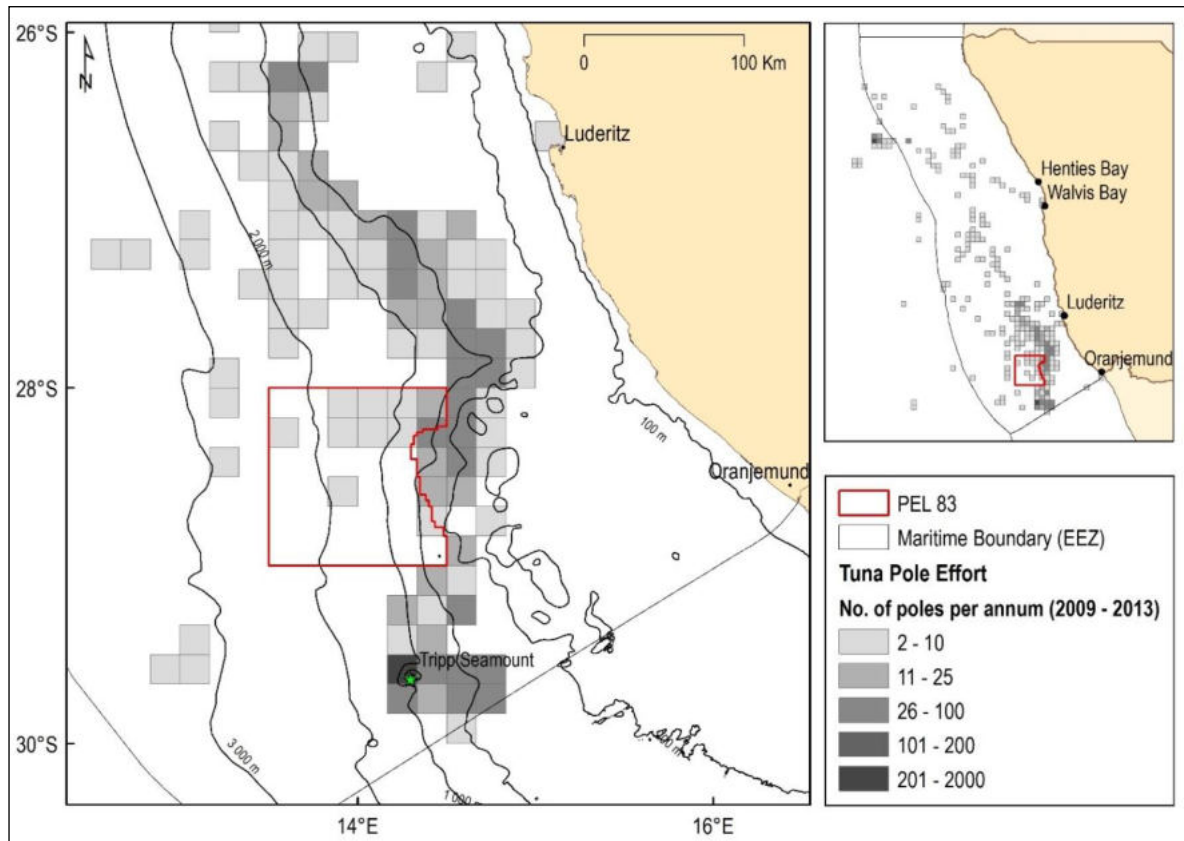 26°S
28°S
30°S
14°E
16°E
N
0
100 Km
Luderitz
Oranjemund
Tripp Seamount
2 000 m
3 000 m
100 m
Henties Bay
Walvis Bay
Luderitz
Oranjemund
PEL 83
Maritime Boundary (EEZ)
Tuna Pole Effort
No. of poles per annum (2009 - 2013)
2 - 10
11 - 25
26 - 100
101 - 200
201 - 2000